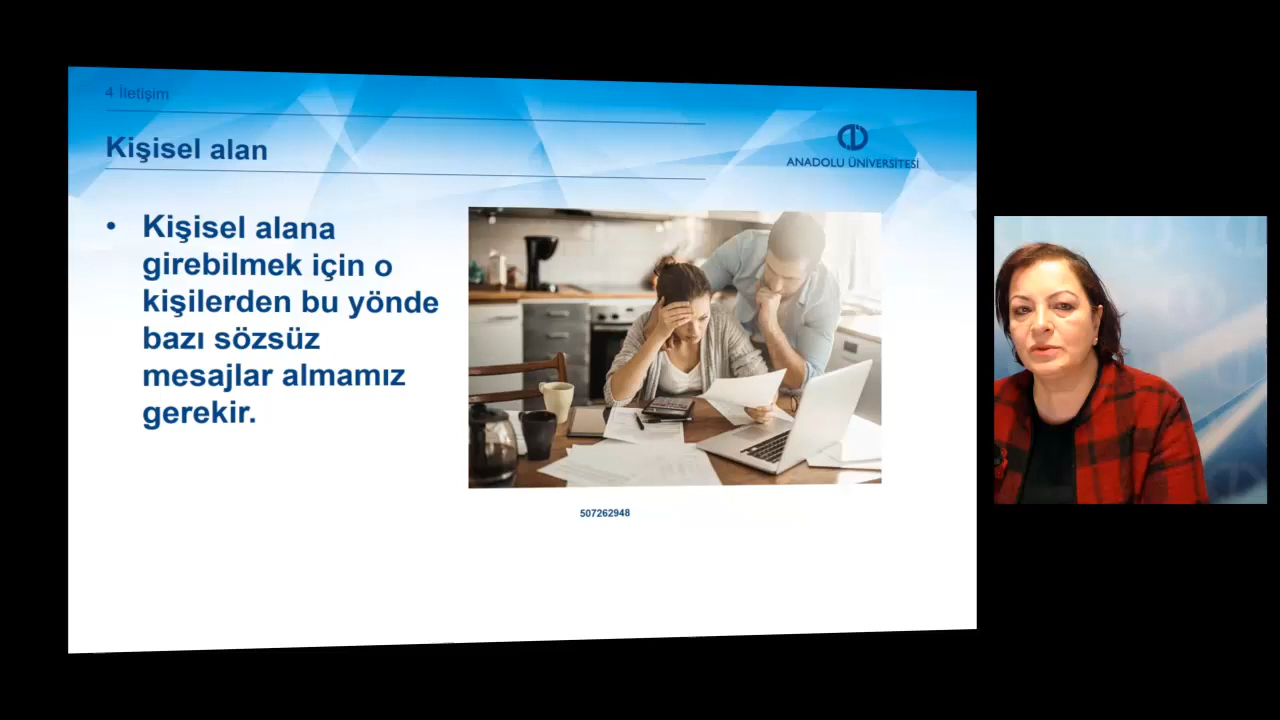 4 İletişim
Kişisel alan
ANADOLU ÜNİVERSİTESİ
• Kişisel alana
girebilmek için o
kişilerden bu yönde
bazı sözsüz
mesajlar almamız
gerekir.
507262948